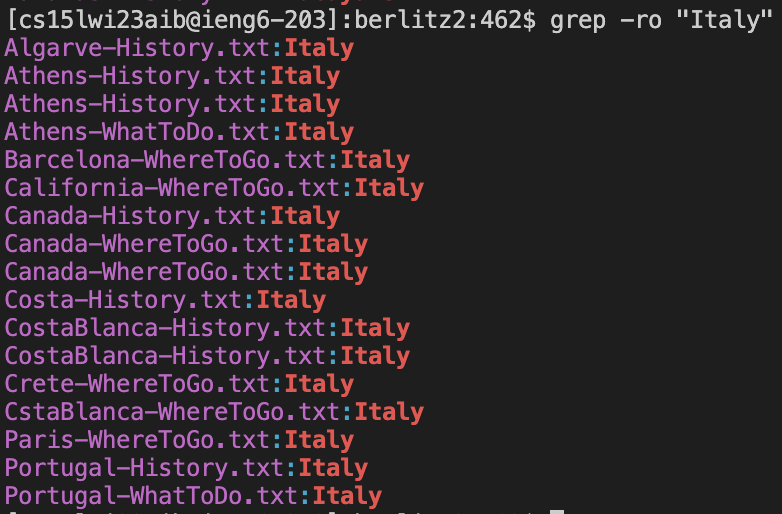 [cs15lwi23aib@ieng6-203]:berlitz2:462$ grep -ro "Italy"
Algarve-History.txt:Italy
Athens-History.txt:Italy
Athens-History.txt:Italy
Athens-WhatToDo.txt:Italy
Barcelona-WhereToGo.txt:Italy
California-WhereToGo.txt:Italy
Canada-History.txt:Italy
Canada-WhereToGo.txt:Italy
Canada-WhereToGo.txt:Italy
Costa-History.txt:Italy
CostaBlanca-History.txt:Italy
CostaBlanca-History.txt:Italy
Crete-WhereToGo.txt:Italy
CstaBlanca-WhereToGo.txt:Italy
Paris-WhereToGo.txt:Italy
Portugal-History.txt:Italy
Portugal-WhatToDo.txt:Italy